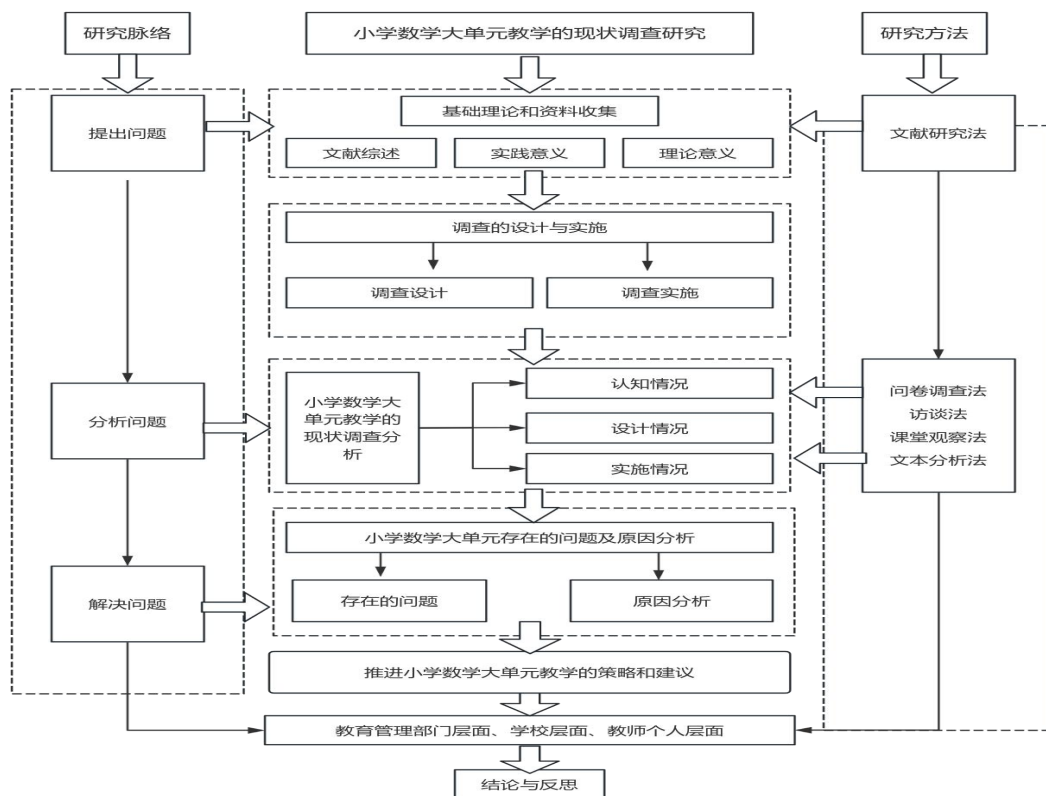 研究脉络
小学数学大单元教学的现状调查研究
研究方法
提出问题
基础理论和资料收集
文献综述
实践意义
理论意义
文献研究法
调查的设计与实施
调查设计
调查实施
分析问题
小学数学大
单元教学的
现状调查分
析
认知情况
设计情况
实施情况
问卷调查法
访谈法
课堂观察法
文本分析法
小学数学大单元存在的问题及原因分析
解决问题
存在的问题
原因分析
推进小学数学大单元教学的策略和建议
教育管理部门层面、学校层面、教师个人层面
结论与反思